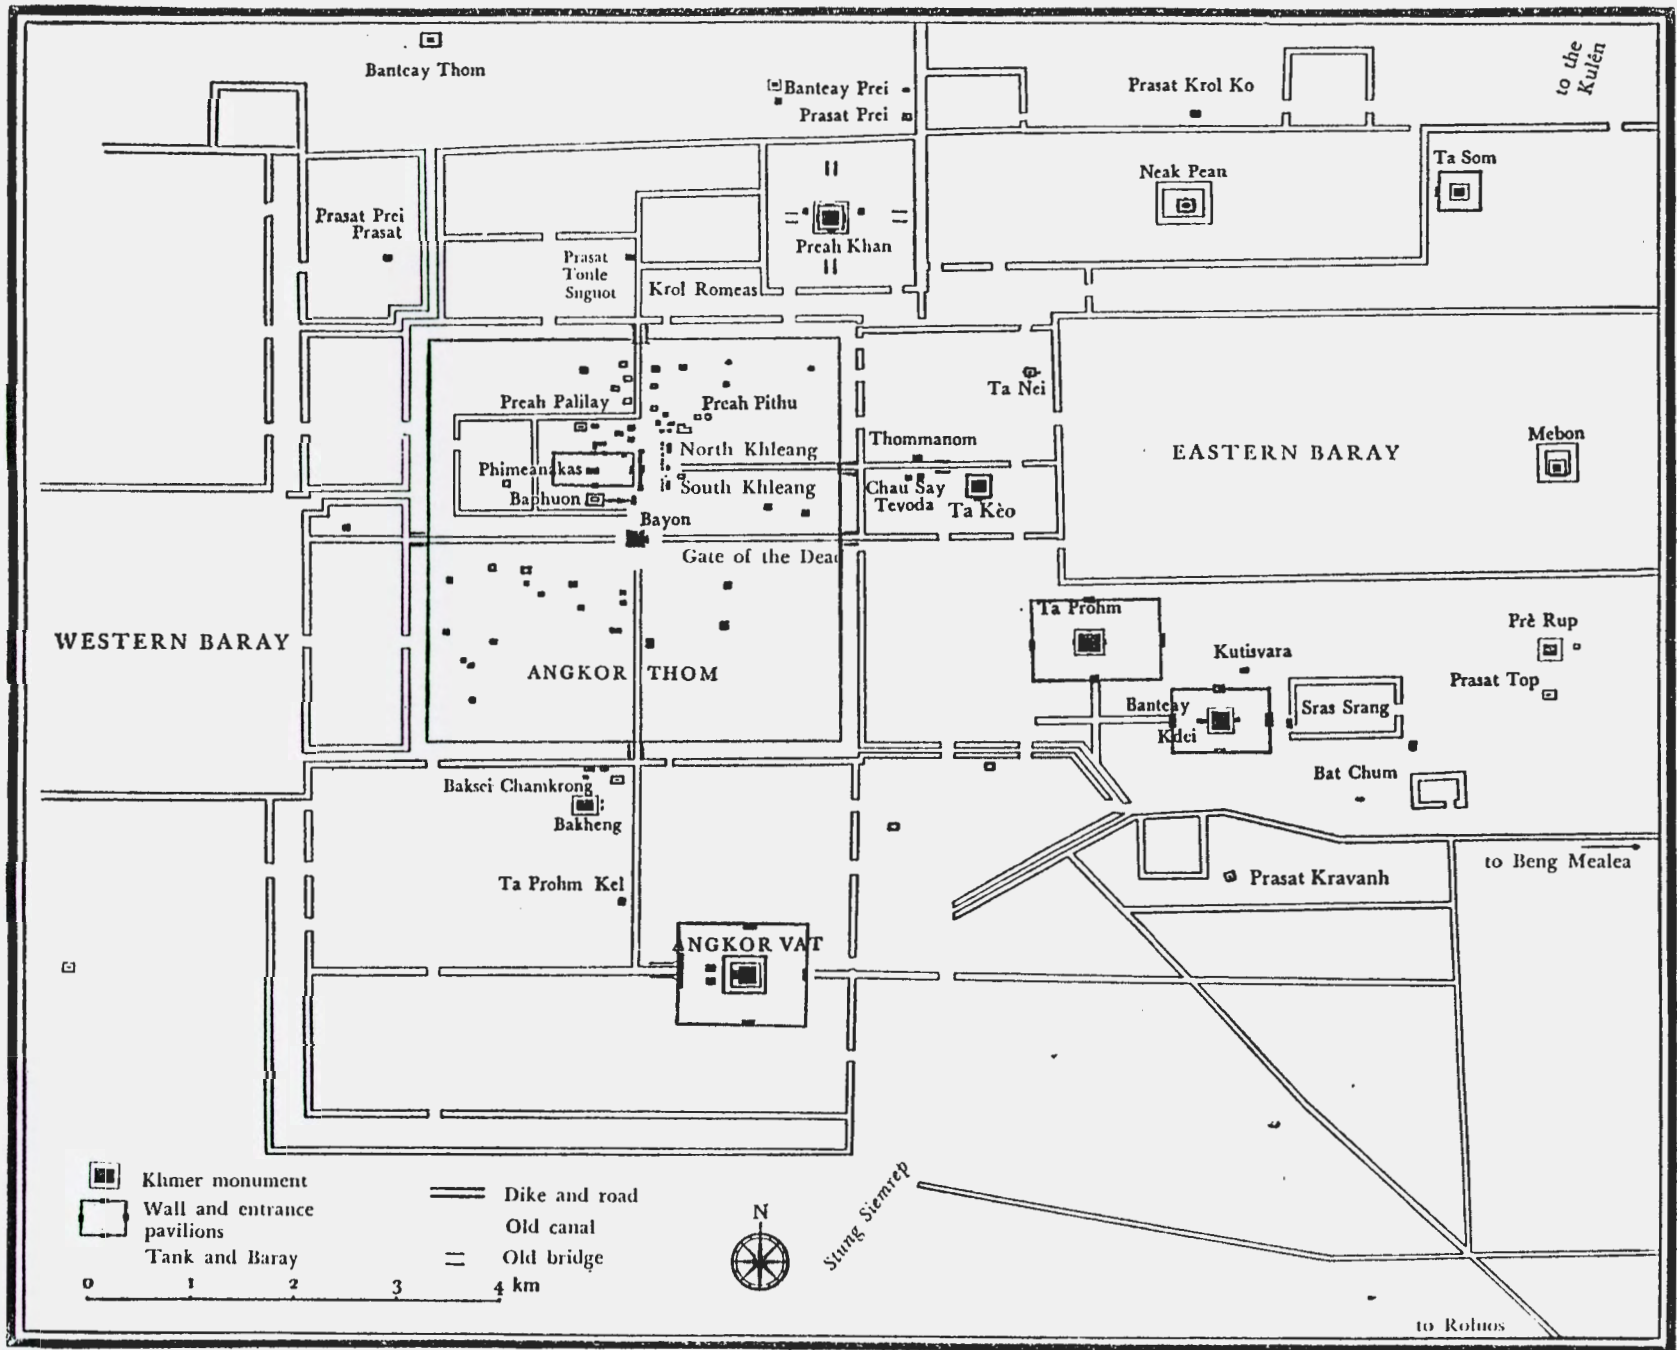 Banteay Thom
Banteay Prei
Prasat Prei
Prasat Krol Ko
to the
Kulên
Ta Som
Neak Pean
Prasat Prei
Prasat
Preah Khan
Prasat
Tonle
Snguot
Krol Romeas
Ta Nei
Preah Palilay
Preah Pithu
Thommanom
North Khleang
EASTERN BARAY
Mebon
Phimeanakas
South Khleang
Chau Say
Tevoda
Ta Kèo
Baphuon
Bayon
Gate of the Dead
Ta Prohm
Prè Rup
WESTERN BARAY
Kutisvara
ANGKOR THOM
Prasat Top
Banteay
Kdei
Sras Srang
Baksei Chamkrong
Bat Chum
Bakheng
to Beng Mealea
Ta Prohm Kel
Prasat Kravanh
ANGKOR VAT
Stung Siemrep
Khmer monument
Wall and entrance
pavilions
Tank and Baray
Dike and road
Old canal
Old bridge
N
0 1 2 3 4 km
to Roluos